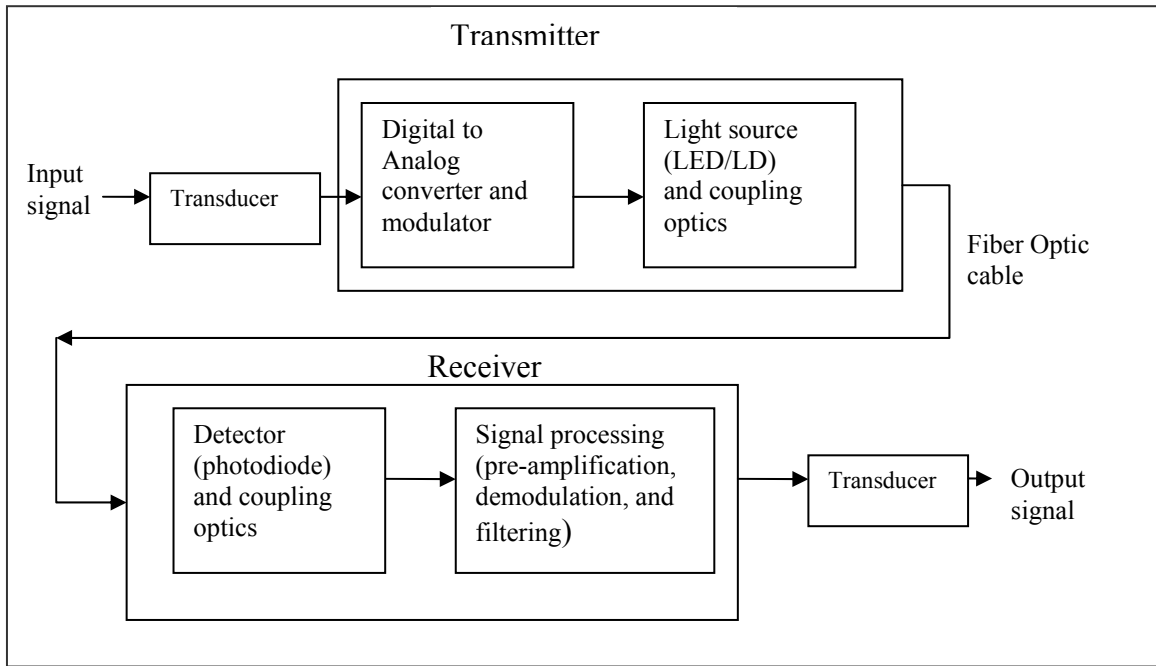 Transmitter
Input
signal
Transducer
Digital to
Analog
converter and
modulator
Light source
(LED/LD)
and coupling
optics
Fiber Optic
cable
Receiver
Detector
(photodiode)
and coupling
optics
Signal processing
(pre-amplification,
demodulation, and
filtering)
Transducer
Output
signal